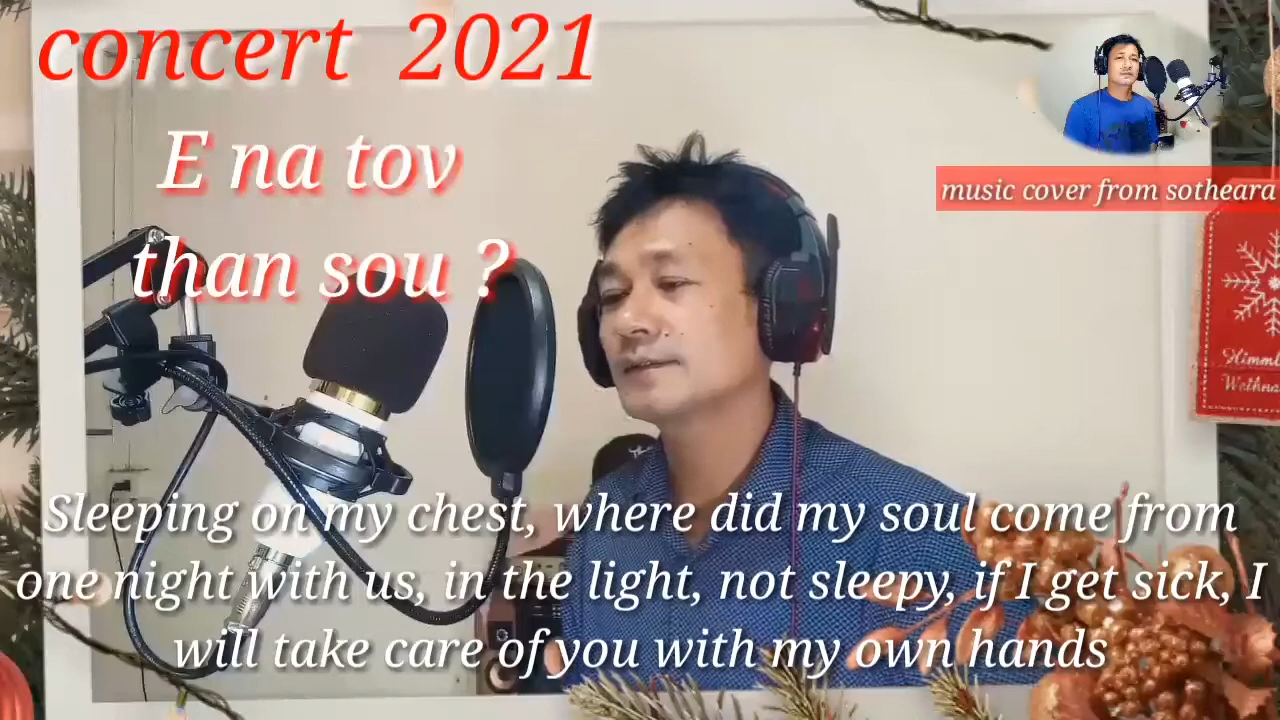 concert 2021
E na tov
than sou ?
music cover from sotheara
Sleeping on my chest, where did my soul come from
one night with us, in the light, not sleepy, if I get sick, I
will take care of you with my own hands